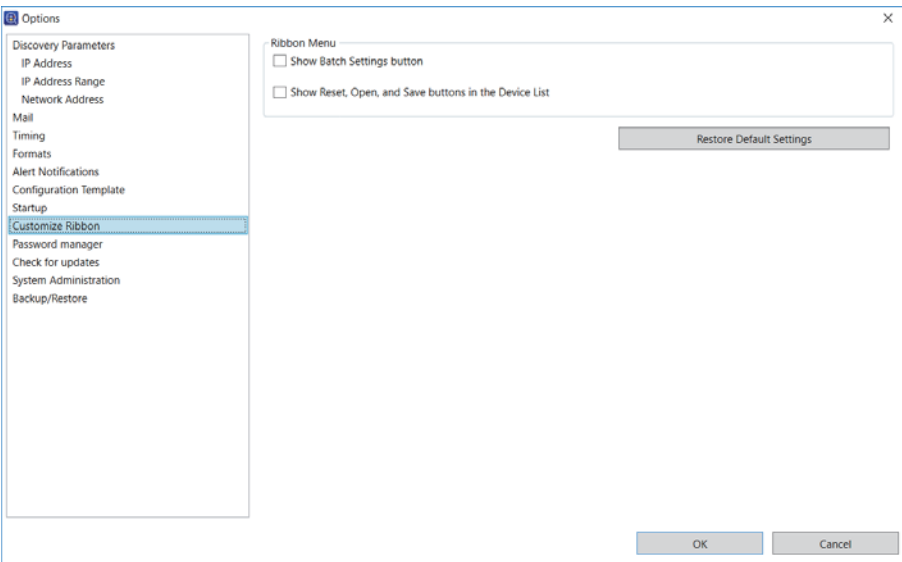 Options
Discovery Parameters
IP Address
IP Address Range
Network Address
Mail
Timing
Formats
Alert Notifications
Configuration Template
Startup
Customize Ribbon
Password manager
Check for updates
System Administration
Backup/Restore
Ribbon Menu
Show Batch Settings button
Show Reset, Open, and Save buttons in the Device List
Restore Default Settings
OK
Cancel